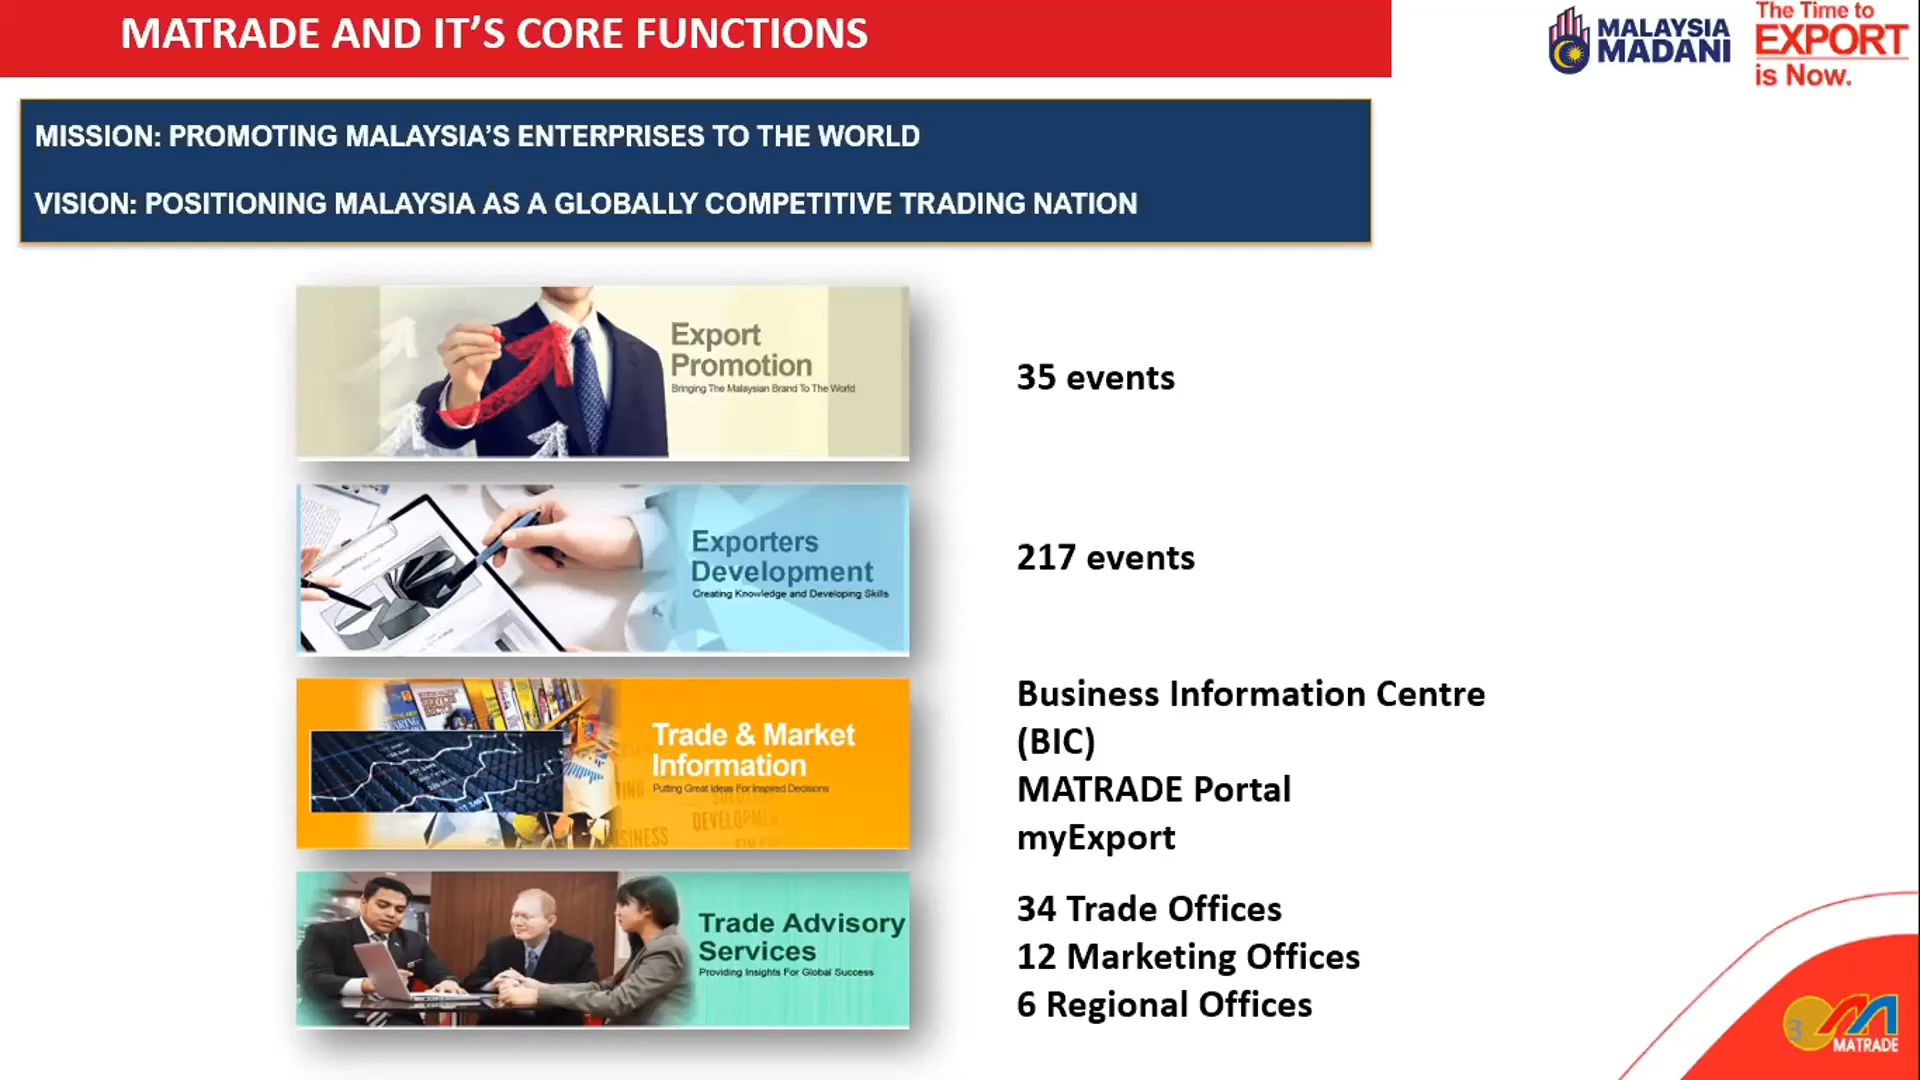 MATRADE AND IT’S CORE FUNCTIONS
MALAYSIA
MADANI
The Time to
EXPORT
is Now.
MISSION: PROMOTING MALAYSIA’S ENTERPRISES TO THE WORLD
VISION: POSITIONING MALAYSIA AS A GLOBALLY COMPETITIVE TRADING NATION
Export
Promotion
Bringing The Malaysian Brand To The World
35 events
Exporters
Development
Creating Knowledge and Developing Skills
217 events
Trade & Market
Information
Putting Great Ideas For Inspired Decisions
DEVELOPMENT
Business Information Centre
(BIC)
MATRADE Portal
myExport
Trade Advisory
Services
Providing Insights For Global Success
34 Trade Offices
12 Marketing Offices
6 Regional Offices
3
MATRADE